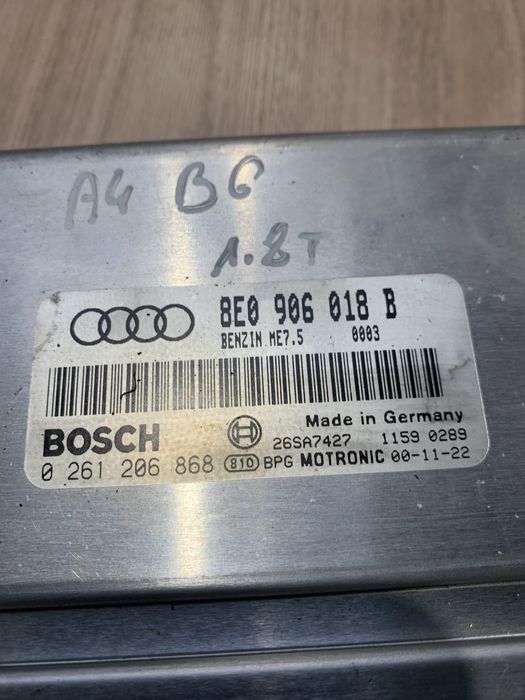 A4 B6
1.8T
8E0 906 018 B
BENZIN ME7.5 0003
Made in Germany
BOSCH 26SA7427 1159 0289
0 261 206 868 810 BPG MOTRONIC 00-11-22